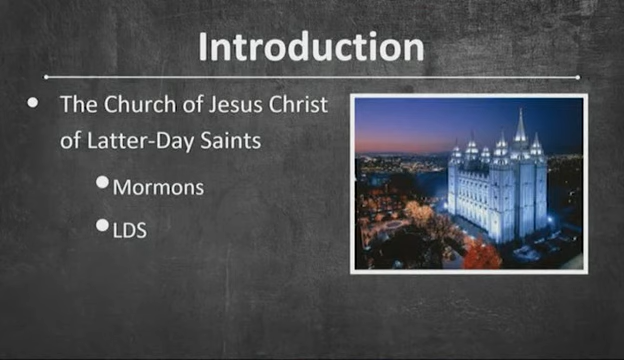 Introduction
• The Church of Jesus Christ
of Latter-Day Saints
• Mormons
• LDS